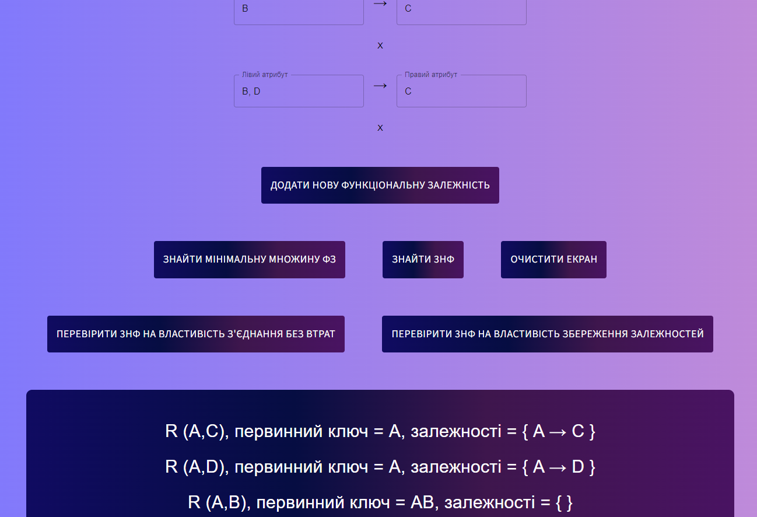 B → C
x
Лівий атрибут Правий атрибут
B, D → C
x
ДОДАТИ НОВУ ФУНКЦІОНАЛЬНУ ЗАЛЕЖНІСТЬ
ЗНАЙТИ МІНІМАЛЬНУ МНОЖИНУ ФЗ ЗНАЙТИ 3НФ ОЧИСТИТИ ЕКРАН
ПЕРЕВІРИТИ 3НФ НА ВЛАСТИВІСТЬ З'ЄДНАННЯ БЕЗ ВТРАТ ПЕРЕВІРИТИ 3НФ НА ВЛАСТИВІСТЬ ЗБЕРЕЖЕННЯ ЗАЛЕЖНОСТЕЙ
R (A,C), первинний ключ = A, залежності = { A → C }
R (A,D), первинний ключ = A, залежності = { A → D }
R (A,B), первинний ключ = AB, залежності = { }